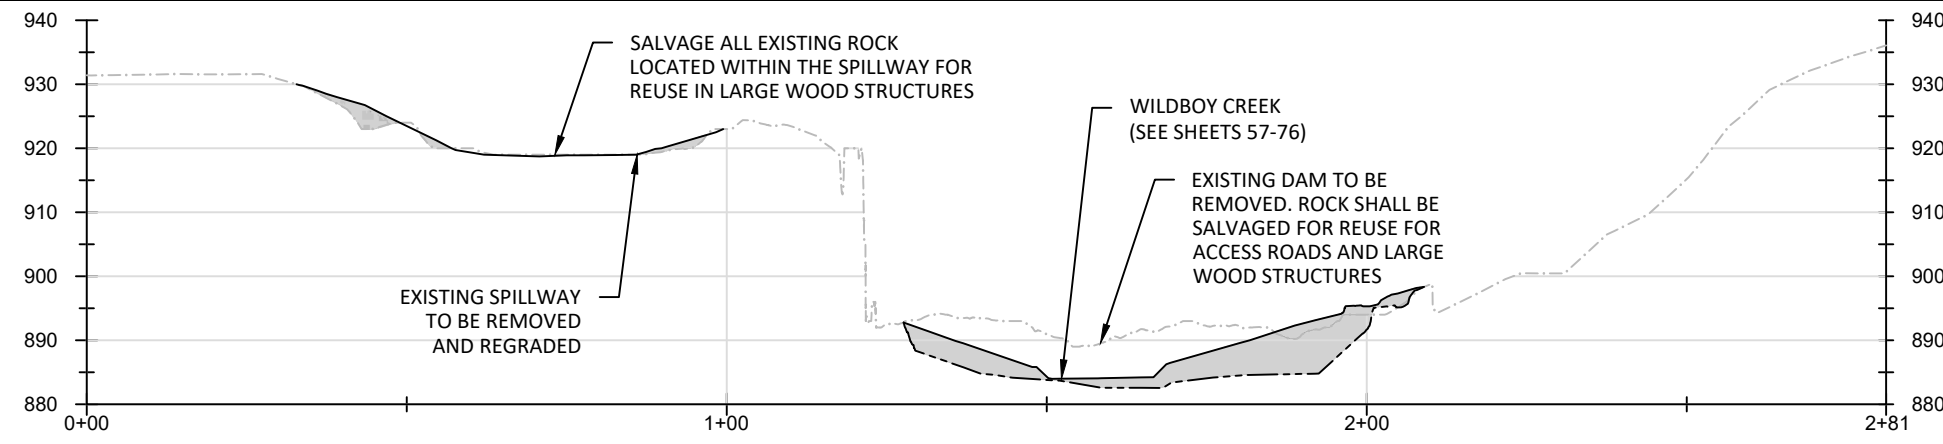 940
930
920
910
900
890
880
SALVAGE ALL EXISTING ROCK
LOCATED WITHIN THE SPILLWAY FOR
REUSE IN LARGE WOOD STRUCTURES
WILDBOY CREEK
(SEE SHEETS 57-76)
EXISTING DAM TO BE
REMOVED. ROCK SHALL BE
SALVAGED FOR REUSE FOR
ACCESS ROADS AND LARGE
WOOD STRUCTURES
EXISTING SPILLWAY
TO BE REMOVED
AND REGRADED
940
930
920
910
900
890
880
0+00
1+00
2+00
2+81